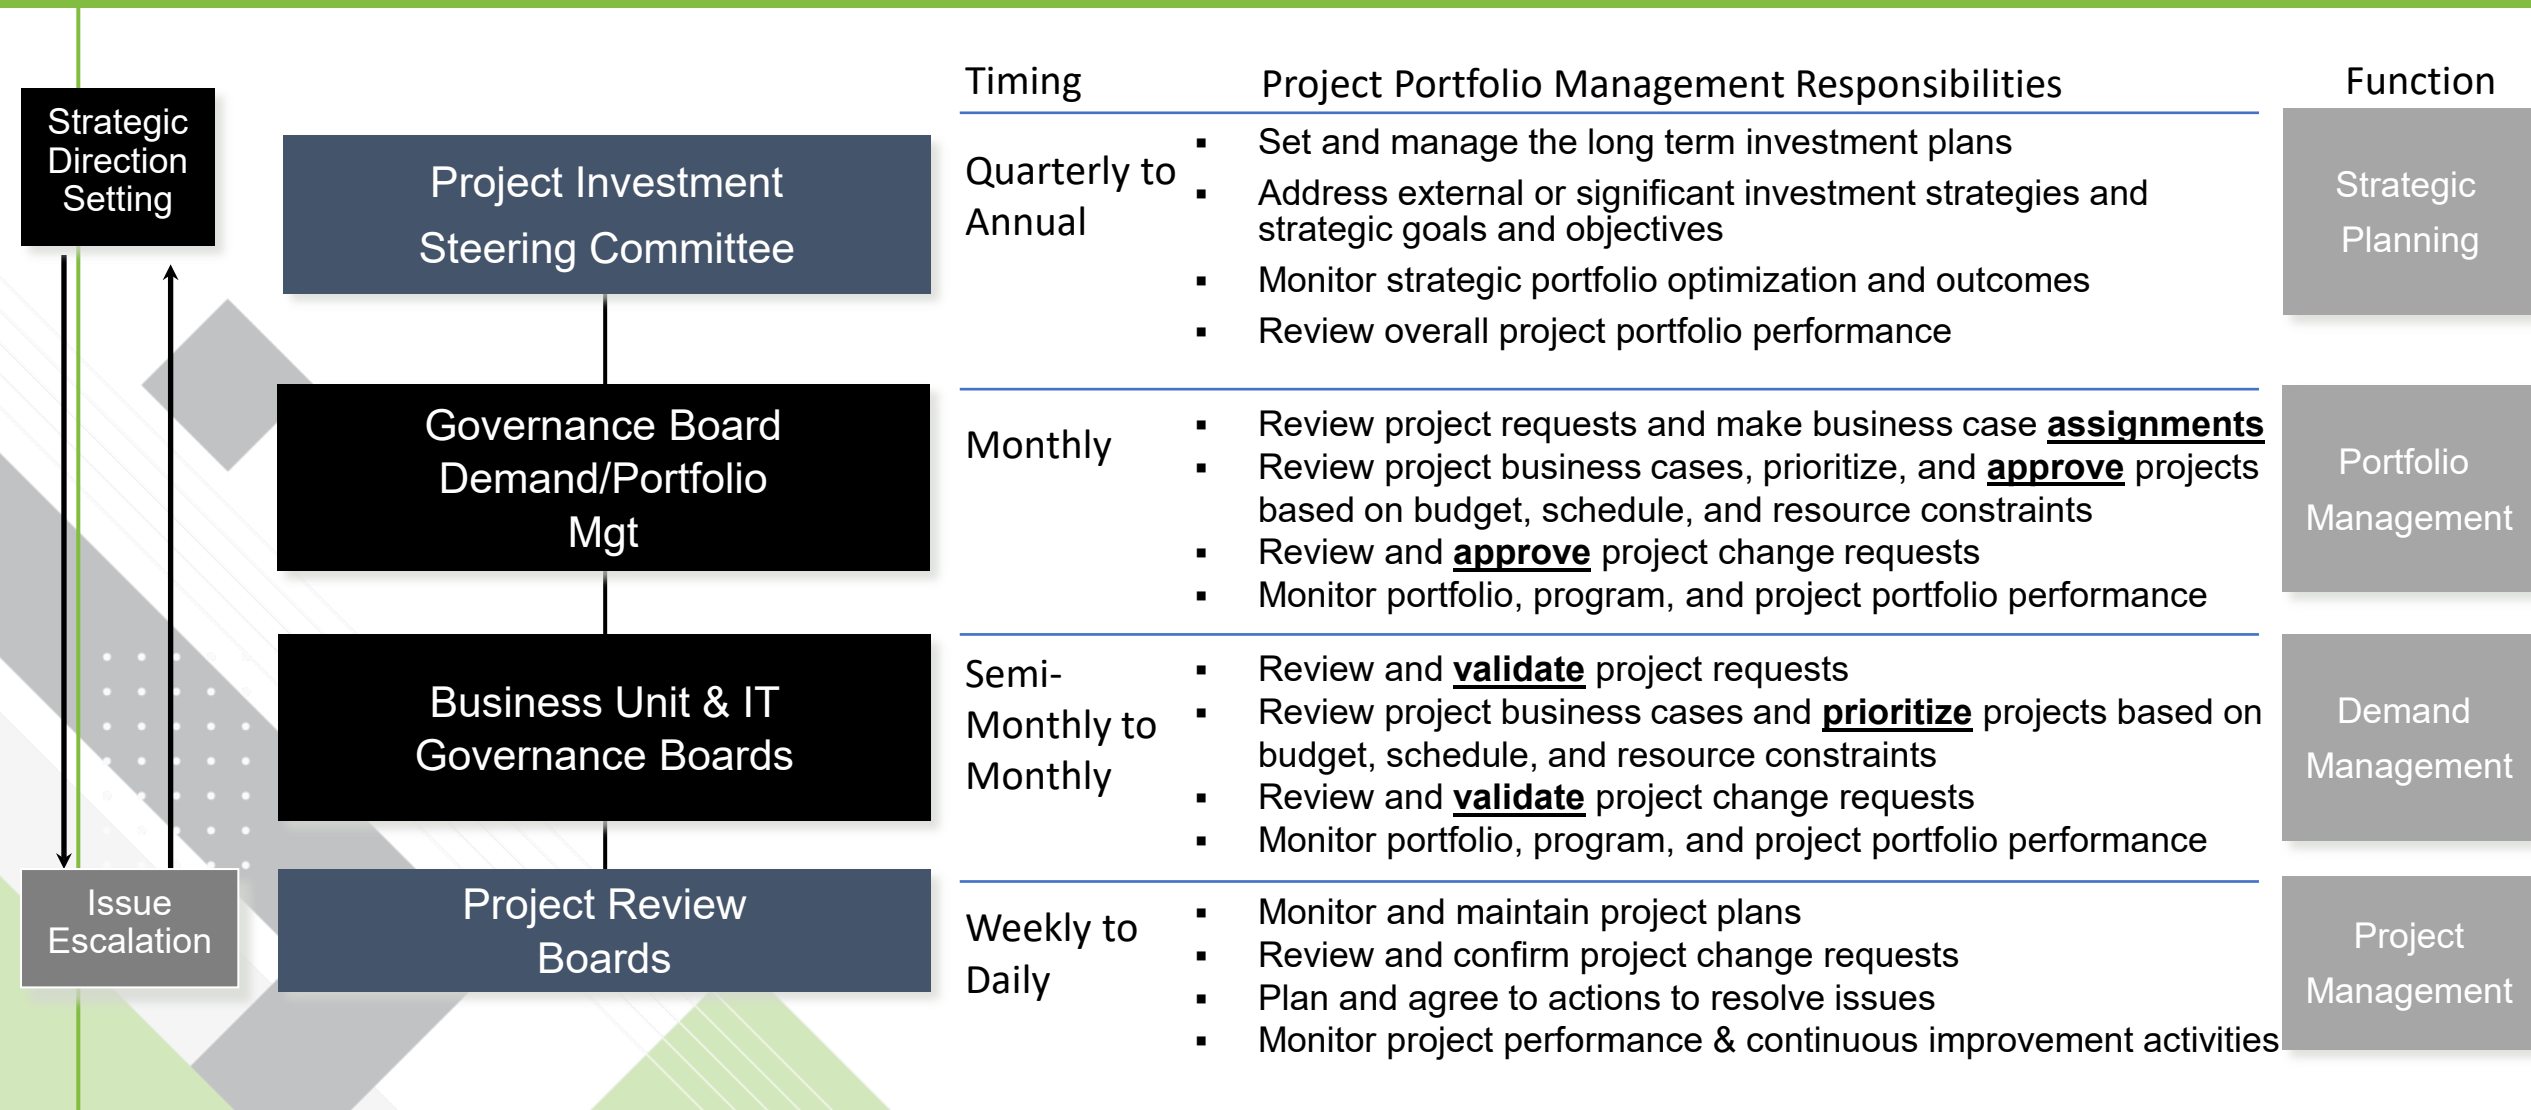 Timing
Project Portfolio Management Responsibilities
Function
Strategic
Direction
Setting
Project Investment
Steering Committee
Quarterly to
Annual
▪ Set and manage the long term investment plans
▪ Address external or significant investment strategies and
strategic goals and objectives
▪ Monitor strategic portfolio optimization and outcomes
▪ Review overall project portfolio performance
Strategic
Planning
Governance Board
Demand/Portfolio
Mgt
Monthly
▪ Review project requests and make business case assignments
▪ Review project business cases, prioritize, and approve projects
based on budget, schedule, and resource constraints
▪ Review and approve project change requests
▪ Monitor portfolio, program, and project portfolio performance
Portfolio
Management
Business Unit & IT
Governance Boards
Semi-
Monthly to
Monthly
▪ Review and validate project requests
▪ Review project business cases and prioritize projects based on
budget, schedule, and resource constraints
▪ Review and validate project change requests
▪ Monitor portfolio, program, and project portfolio performance
Demand
Management
Issue
Escalation
Project Review
Boards
Weekly to
Daily
▪ Monitor and maintain project plans
▪ Review and confirm project change requests
▪ Plan and agree to actions to resolve issues
▪ Monitor project performance & continuous improvement activities
Project
Management